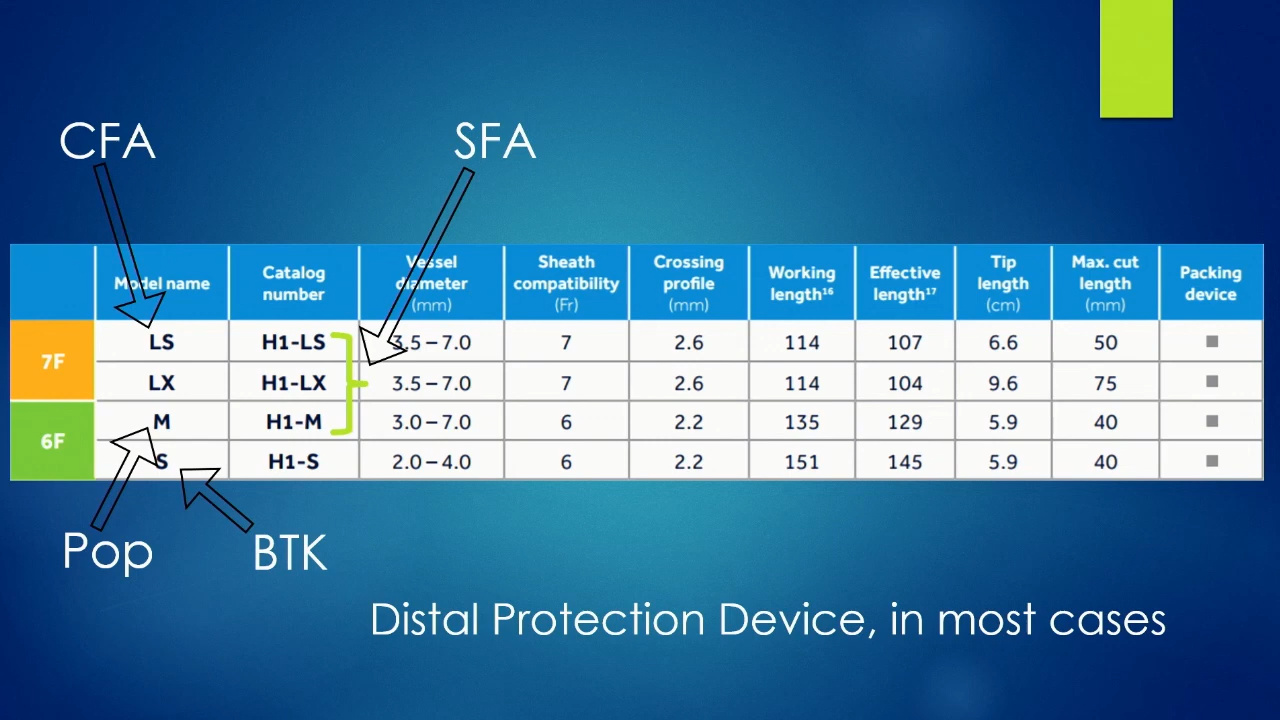 CFA SFA
Model name Catalog number Vessel diameter (mm) Sheath compatibility (Fr) Crossing profile (mm) Working length16 Effective length17 Tip length (cm) Max. cut length (mm) Packing device
7F LS H1-LS 3.5–7.0 7 2.6 114 107 6.6 50 ■
LX H1-LX 3.5–7.0 7 2.6 114 104 9.6 75 ■
6F M H1-M 3.0–7.0 6 2.2 135 129 5.9 40 ■
S H1-S 2.0–4.0 6 2.2 151 145 5.9 40 ■
Pop BTK
Distal Protection Device, in most cases